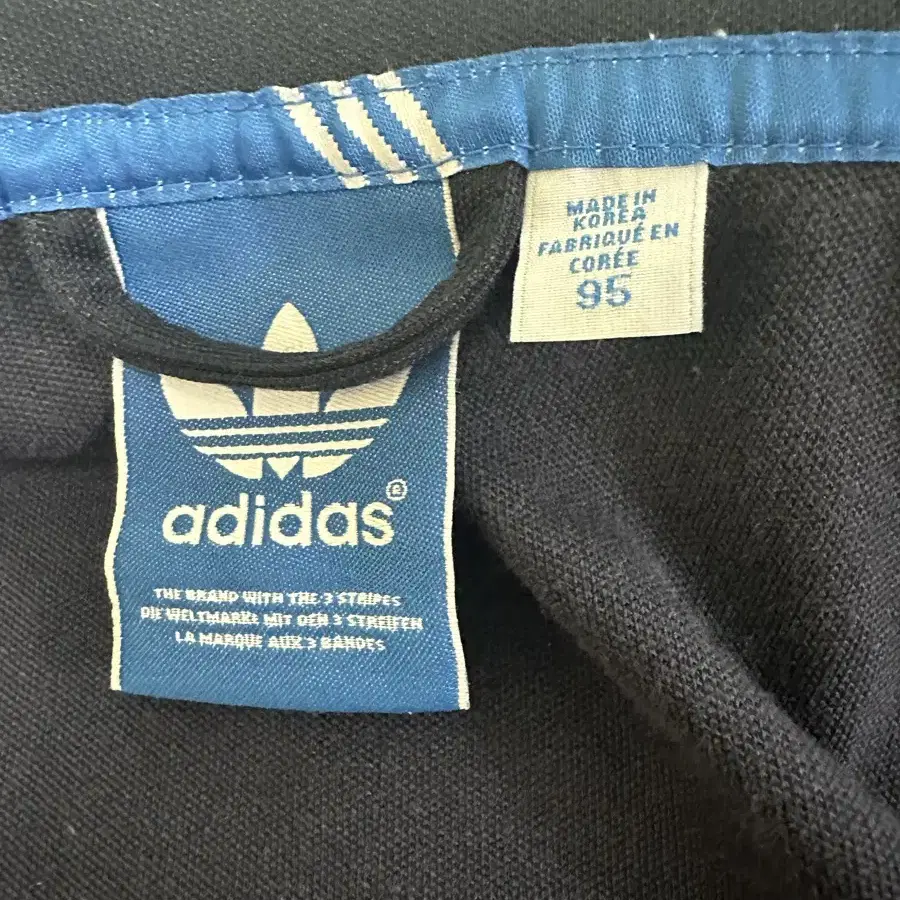 MADE IN
KOREA
FABRIQUÉ EN
CORÉE
95
adidas®
THE BRAND WITH THE 3 STRIPES
DIE WELTMARKE MIT DEN 3 STREIFEN
LA MARQUE AUX 3 BANDES